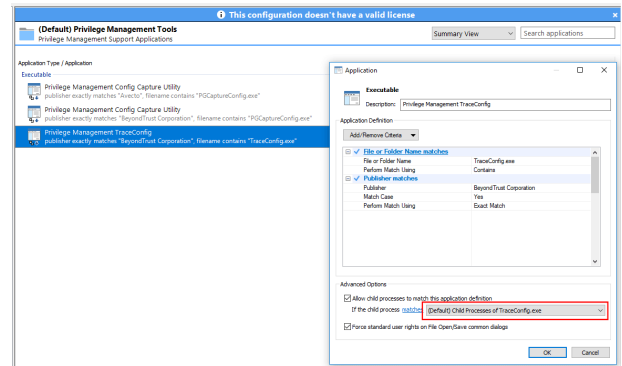 This configuration doesn't have a valid license
(Default) Privilege Management Tools
Privilege Management Support Applications
Summary View
Search applications
Application Type / Application
Executable
Privilege Management Config Capture Utility
publisher exactly matches "Avecto", filename contains "PGCaptureConfig.exe"
Privilege Management Config Capture Utility
publisher exactly matches "BeyondTrust Corporation", filename contains "PGCaptureConfig.exe"
Privilege Management TraceConfig
publisher exactly matches "BeyondTrust Corporation", filename contains "TraceConfig.exe"
Application
Executable
Description: Privilege Management TraceConfig
Application Definition
Add/Remove Criteria
File or Folder Name matches
File or Folder Name TraceConfig.exe
Perform Match Using Contains
Publisher matches
Publisher BeyondTrust Corporation
Match Case Yes
Perform Match Using Exact Match
Advanced Options
Allow child processes to match this application definition
If the child process matches (Default) Child Processes of TraceConfig.exe
Force standard user rights on File Open/Save common dialogs
OK Cancel